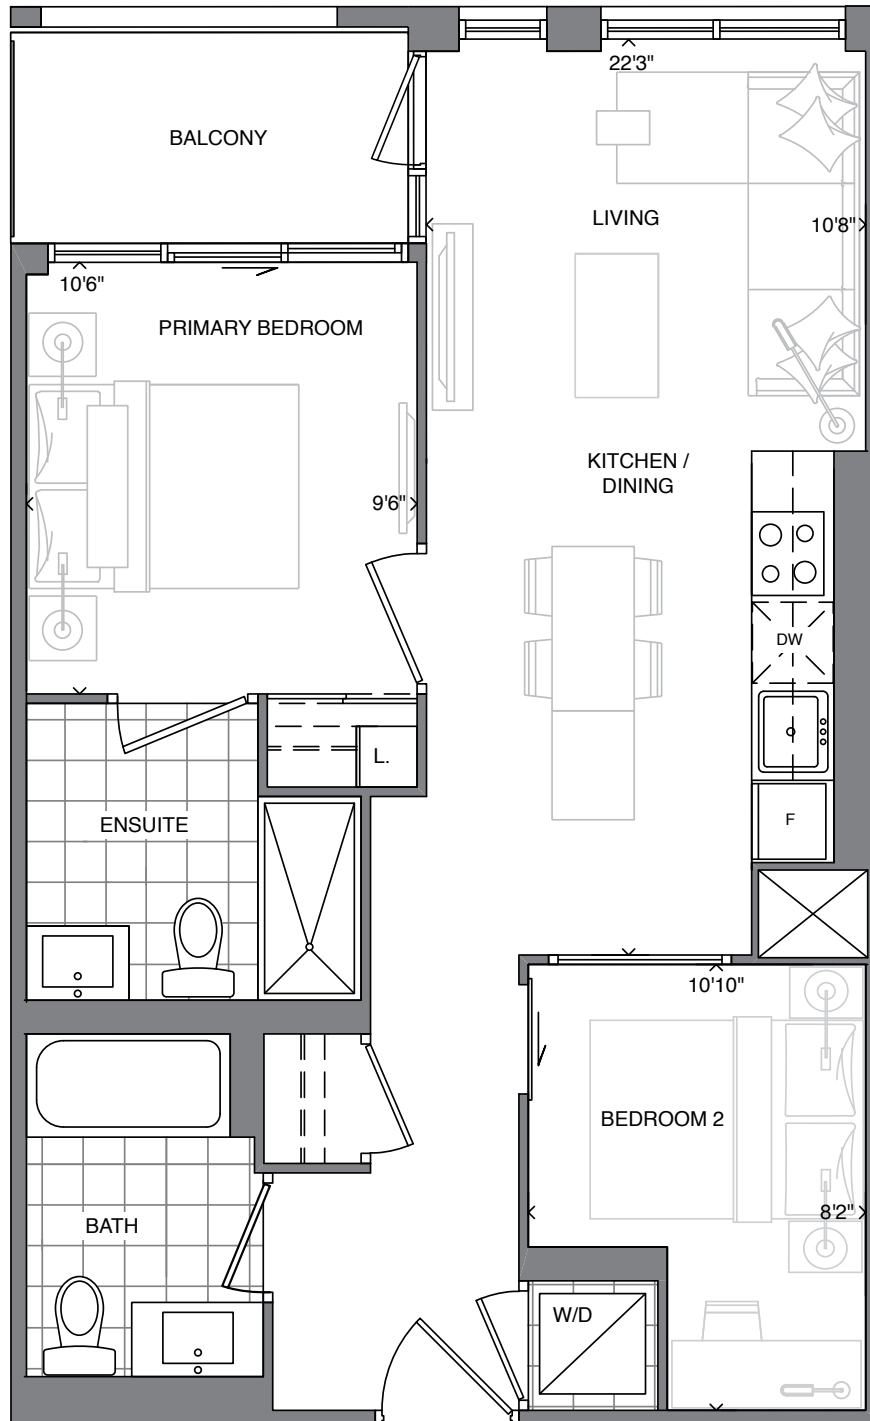 22'3"
BALCONY
LIVING
10'8"
10'6"
PRIMARY BEDROOM
KITCHEN /
DINING
9'6"
DW
L.
F
ENSUITE
10'10"
BEDROOM 2
8'2"
BATH
W/D